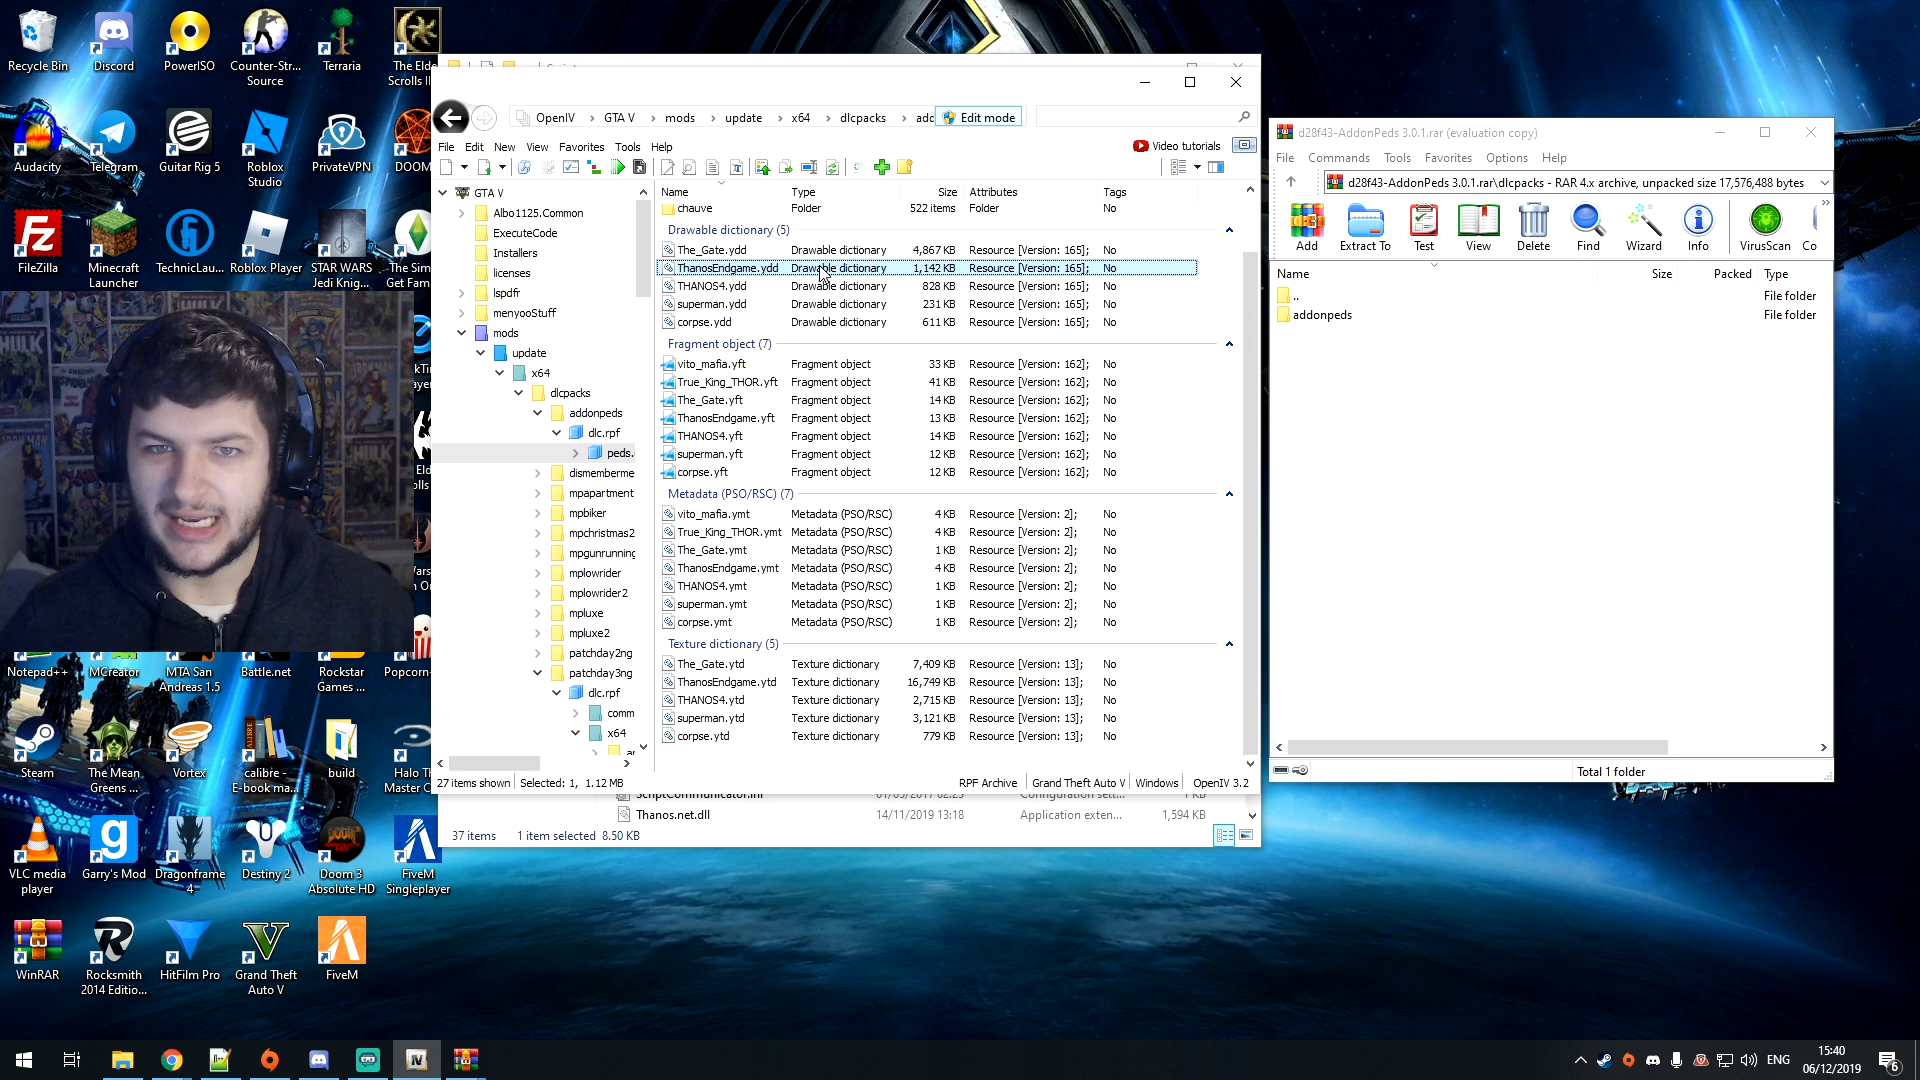 Recycle Bin
Discord
PowerISO
Counter-Str... Source
Terraria
The Elde Scrolls II
Audacity
Telegram
Guitar Rig 5
Roblox Studio
PrivateVPN
DOOM
FileZilla
Minecraft Launcher
TechnicLau...
Roblox Player
STAR WARS Jedi Knig...
The Sim Get Fam
Notepad++
MCreator
MTA San Andreas 1.5
Battle.net
Rockstar Games ...
Popcorn-
Steam
The Mean Greens ...
Vortex
calibre - E-book ma...
build
Halo Th Master C
VLC media player
Garry's Mod
Dragonframe 4
Destiny 2
Doom 3 Absolute HD
FiveM Singleplayer
WinRAR
Rocksmith 2014 Editio...
HitFilm Pro
Grand Theft Auto V
FiveM
OpenIV > GTA V > mods > update > x64 > dlcpacks > add
Edit mode
File Edit New View Favorites Tools Help
Video tutorials
GTA V
Albo1125.Common
ExecuteCode
Installers
licenses
lspdfr
menyooStuff
mods
update
x64
dlcpacks
addonpeds
dlc.rpf
peds.
dismemberme
mpapartment
mpbiker
mpchristmas2
mpgunrunning
mplowrider
mplowrider2
mpluxe
mpluxe2
patchday2ng
patchday3ng
dlc.rpf
comm
x64
Name Type Size Attributes Tags
chauve Folder 522 items Folder No
Drawable dictionary (5)
The_Gate.ydd Drawable dictionary 4,867 KB Resource [Version: 165]; No
ThanosEndgame.ydd Drawable dictionary 1,142 KB Resource [Version: 165]; No
THANOS4.ydd Drawable dictionary 828 KB Resource [Version: 165]; No
superman.ydd Drawable dictionary 231 KB Resource [Version: 165]; No
corpse.ydd Drawable dictionary 611 KB Resource [Version: 165]; No
Fragment object (7)
vito_mafia.yft Fragment object 33 KB Resource [Version: 162]; No
True_King_THOR.yft Fragment object 41 KB Resource [Version: 162]; No
The_Gate.yft Fragment object 14 KB Resource [Version: 162]; No
ThanosEndgame.yft Fragment object 13 KB Resource [Version: 162]; No
THANOS4.yft Fragment object 14 KB Resource [Version: 162]; No
superman.yft Fragment object 12 KB Resource [Version: 162]; No
corpse.yft Fragment object 12 KB Resource [Version: 162]; No
Metadata (PSO/RSC) (7)
vito_mafia.ymt Metadata (PSO/RSC) 4 KB Resource [Version: 2]; No
True_King_THOR.ymt Metadata (PSO/RSC) 4 KB Resource [Version: 2]; No
The_Gate.ymt Metadata (PSO/RSC) 1 KB Resource [Version: 2]; No
ThanosEndgame.ymt Metadata (PSO/RSC) 4 KB Resource [Version: 2]; No
THANOS4.ymt Metadata (PSO/RSC) 1 KB Resource [Version: 2]; No
superman.ymt Metadata (PSO/RSC) 1 KB Resource [Version: 2]; No
corpse.ymt Metadata (PSO/RSC) 1 KB Resource [Version: 2]; No
Texture dictionary (5)
The_Gate.ytd Texture dictionary 7,409 KB Resource [Version: 13]; No
ThanosEndgame.ytd Texture dictionary 16,749 KB Resource [Version: 13]; No
THANOS4.ytd Texture dictionary 2,715 KB Resource [Version: 13]; No
superman.ytd Texture dictionary 3,121 KB Resource [Version: 13]; No
corpse.ytd Texture dictionary 779 KB Resource [Version: 13]; No
27 items shown Selected: 1, 1.12 MB RPF Archive Grand Theft Auto V Windows OpenIV 3.2
Thanos.net.dll 14/11/2019 13:18 Application exten... 1,594 KB
37 items 1 item selected 8.50 KB
d28f43-AddonPeds 3.0.1.rar (evaluation copy)
File Commands Tools Favorites Options Help
d28f43-AddonPeds 3.0.1.rar\dlcpacks - RAR 4.x archive, unpacked size 17,576,488 bytes
Add Extract To Test View Delete Find Wizard Info VirusScan Co
Name Size Packed Type
.. File folder
addonpeds File folder
Total 1 folder
ENG
15:40
06/12/2019
6